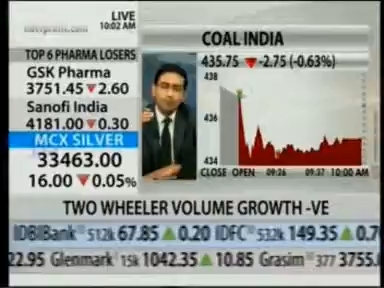 LIVE
10:02 AM
TOP 6 PHARMA LOSERS
GSK Pharma
3751.45 ▼ 2.60
Sanofi India
4181.00 ▼ 0.30
MCX SILVER
33463.00
16.00 ▼ 0.05%
COAL INDIA
435.75 ▼ -2.75 (-0.63%)
438
436
434
CLOSE OPEN 09:26 09:37 10:00 AM
TWO WHEELER VOLUME GROWTH -VE
IDBIBank 512k 67.85 ▲ 0.20 IDFC 532k 149.35 ▲ 0.7
22.95 Glenmark 15k 1042.35 ▲ 10.85 Grasim 377 3755.0